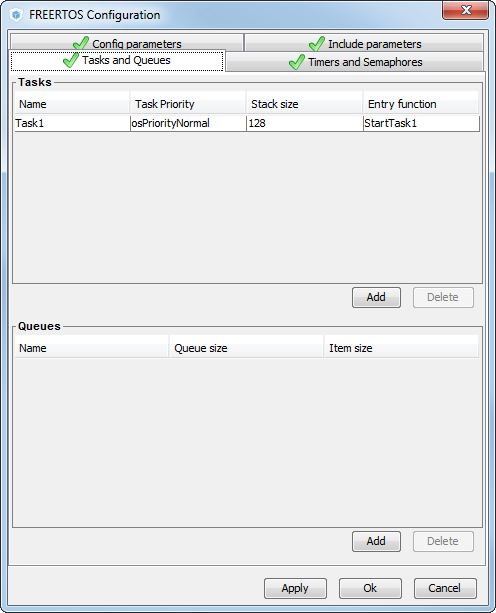 FREERTOS Configuration
Config parameters
Include parameters
Tasks and Queues
Timers and Semaphores
Tasks
Name Task Priority Stack size Entry function
Task1 osPriorityNormal 128 StartTask1
Add Delete
Queues
Name Queue size Item size
Add Delete
Apply Ok Cancel